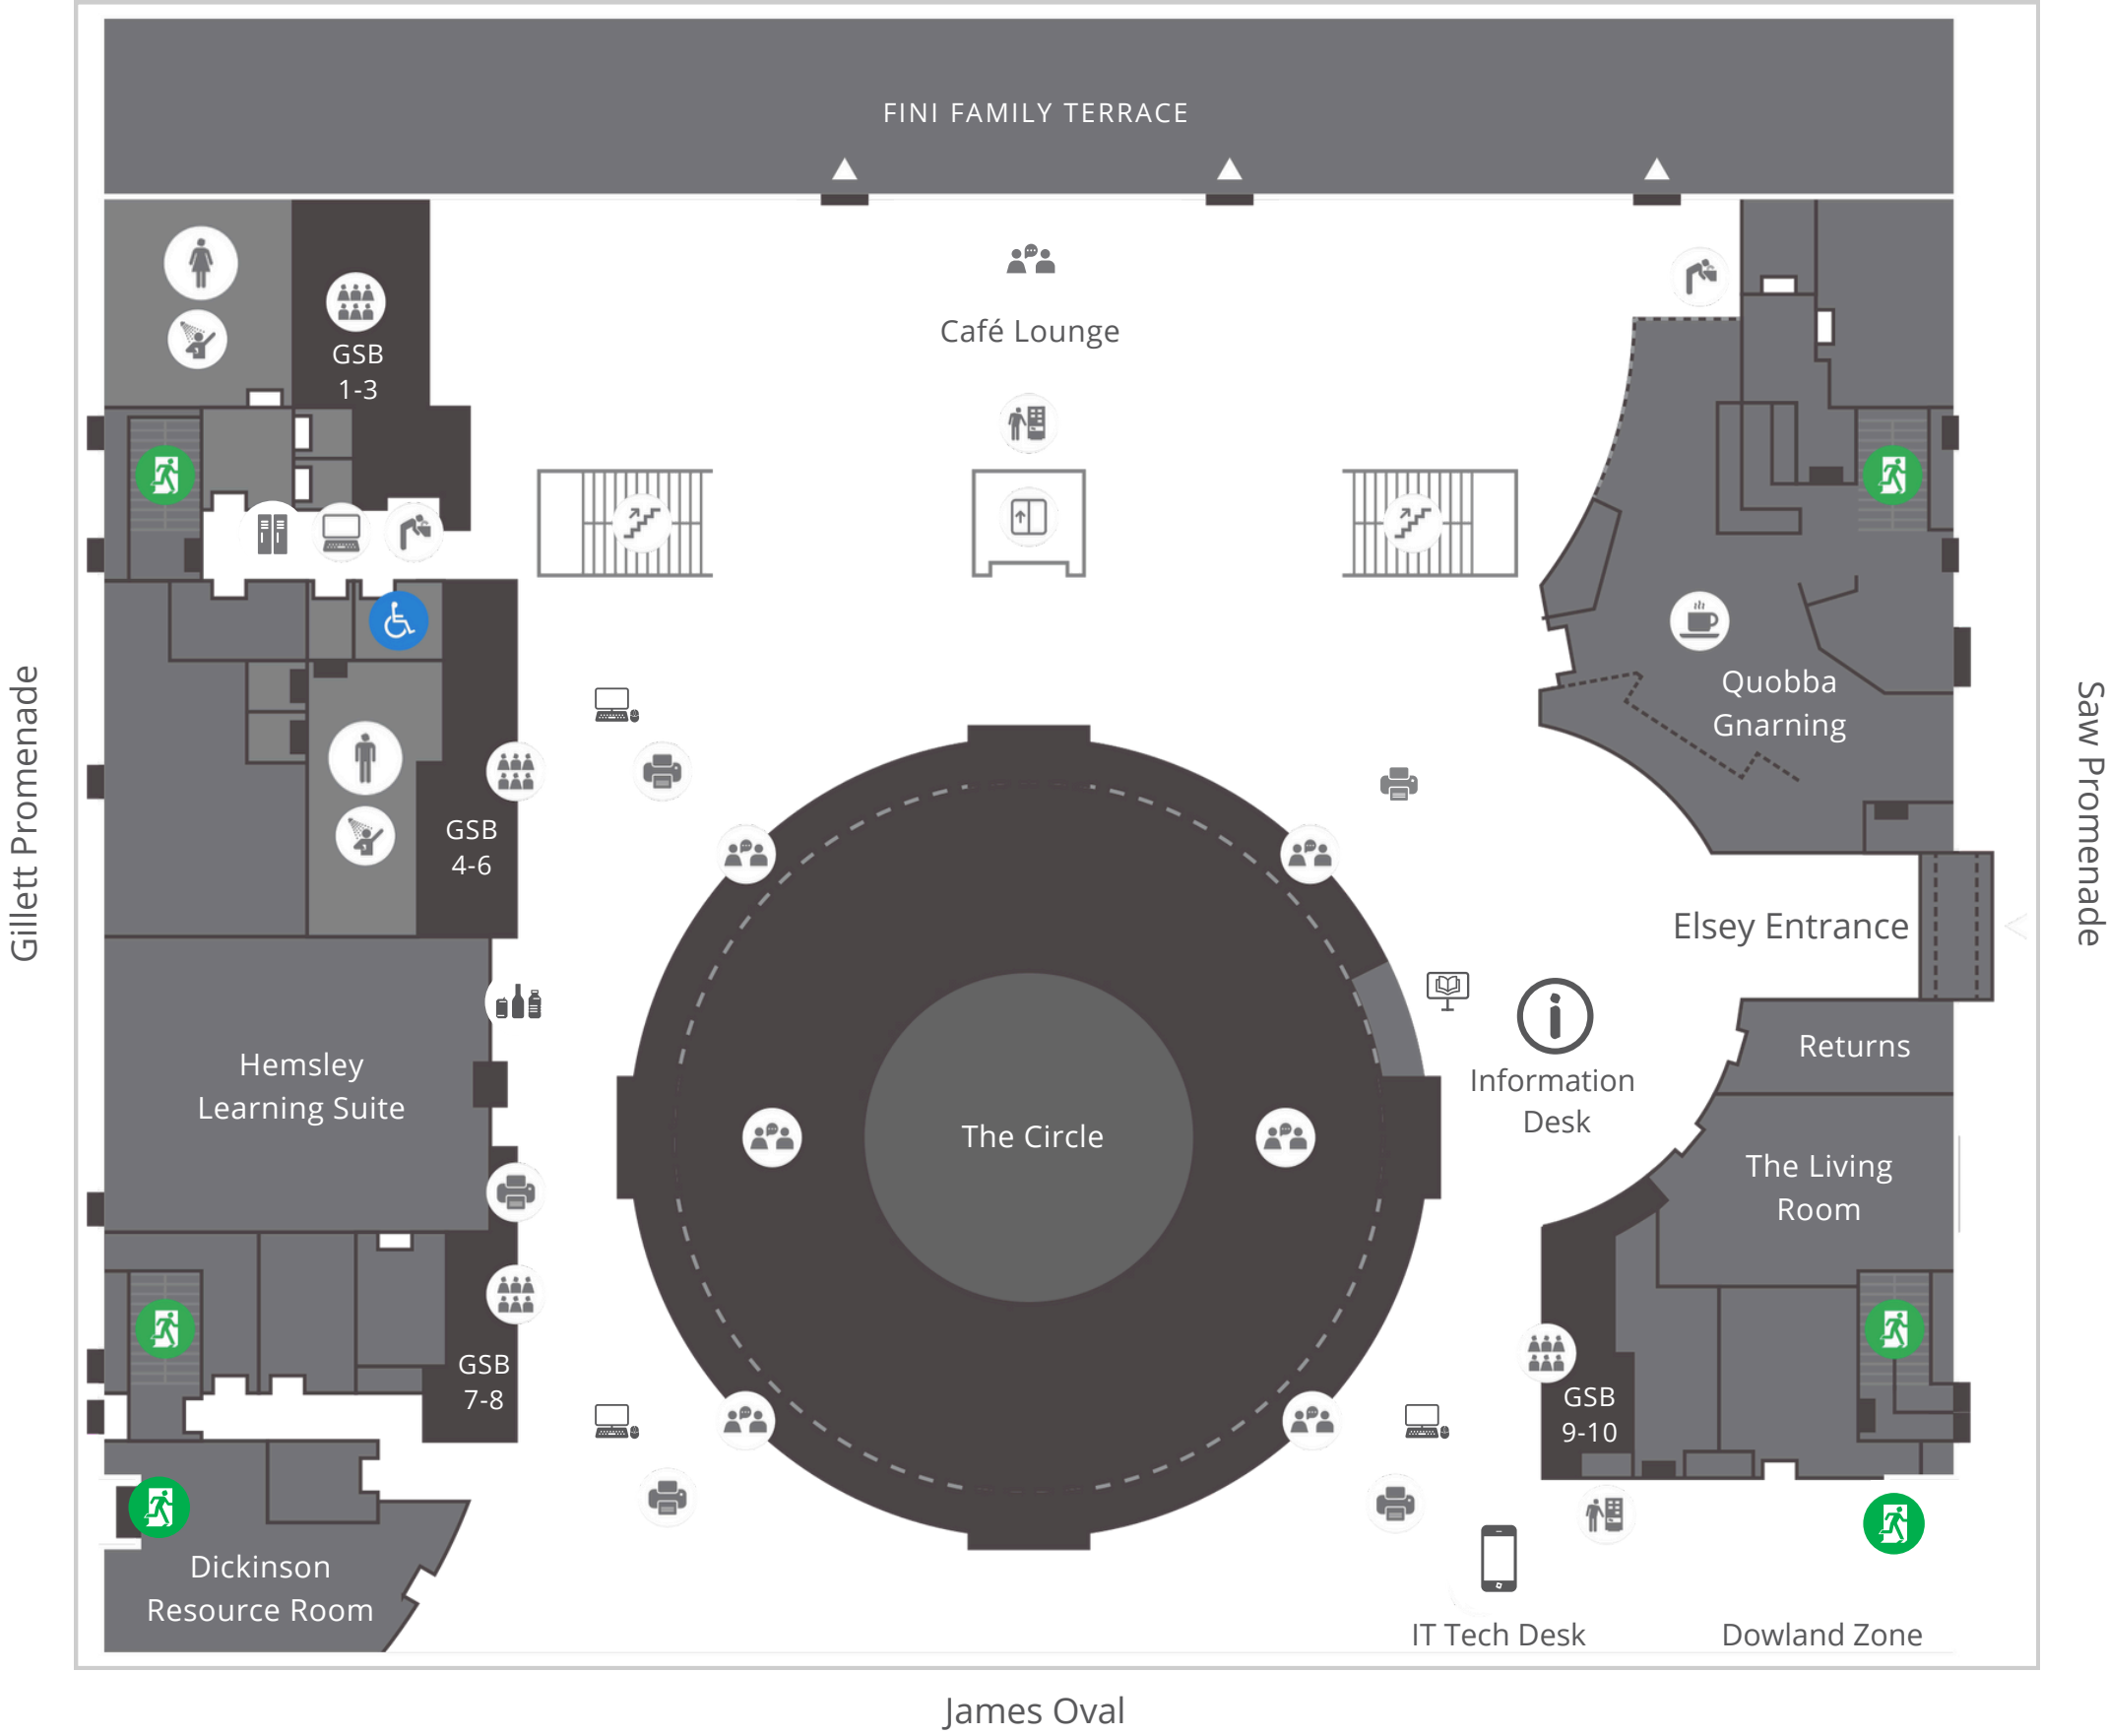 FINI FAMILY TERRACE
Café Lounge
GSB
1-3
Gillett Promenade
Saw Promenade
Quobba
Gnarning
GSB
4-6
Elsey Entrance
Hemsley
Learning Suite
The Circle
Information
Desk
Returns
The Living
Room
GSB
7-8
GSB
9-10
Dickinson
Resource Room
IT Tech Desk
Dowland Zone
James Oval